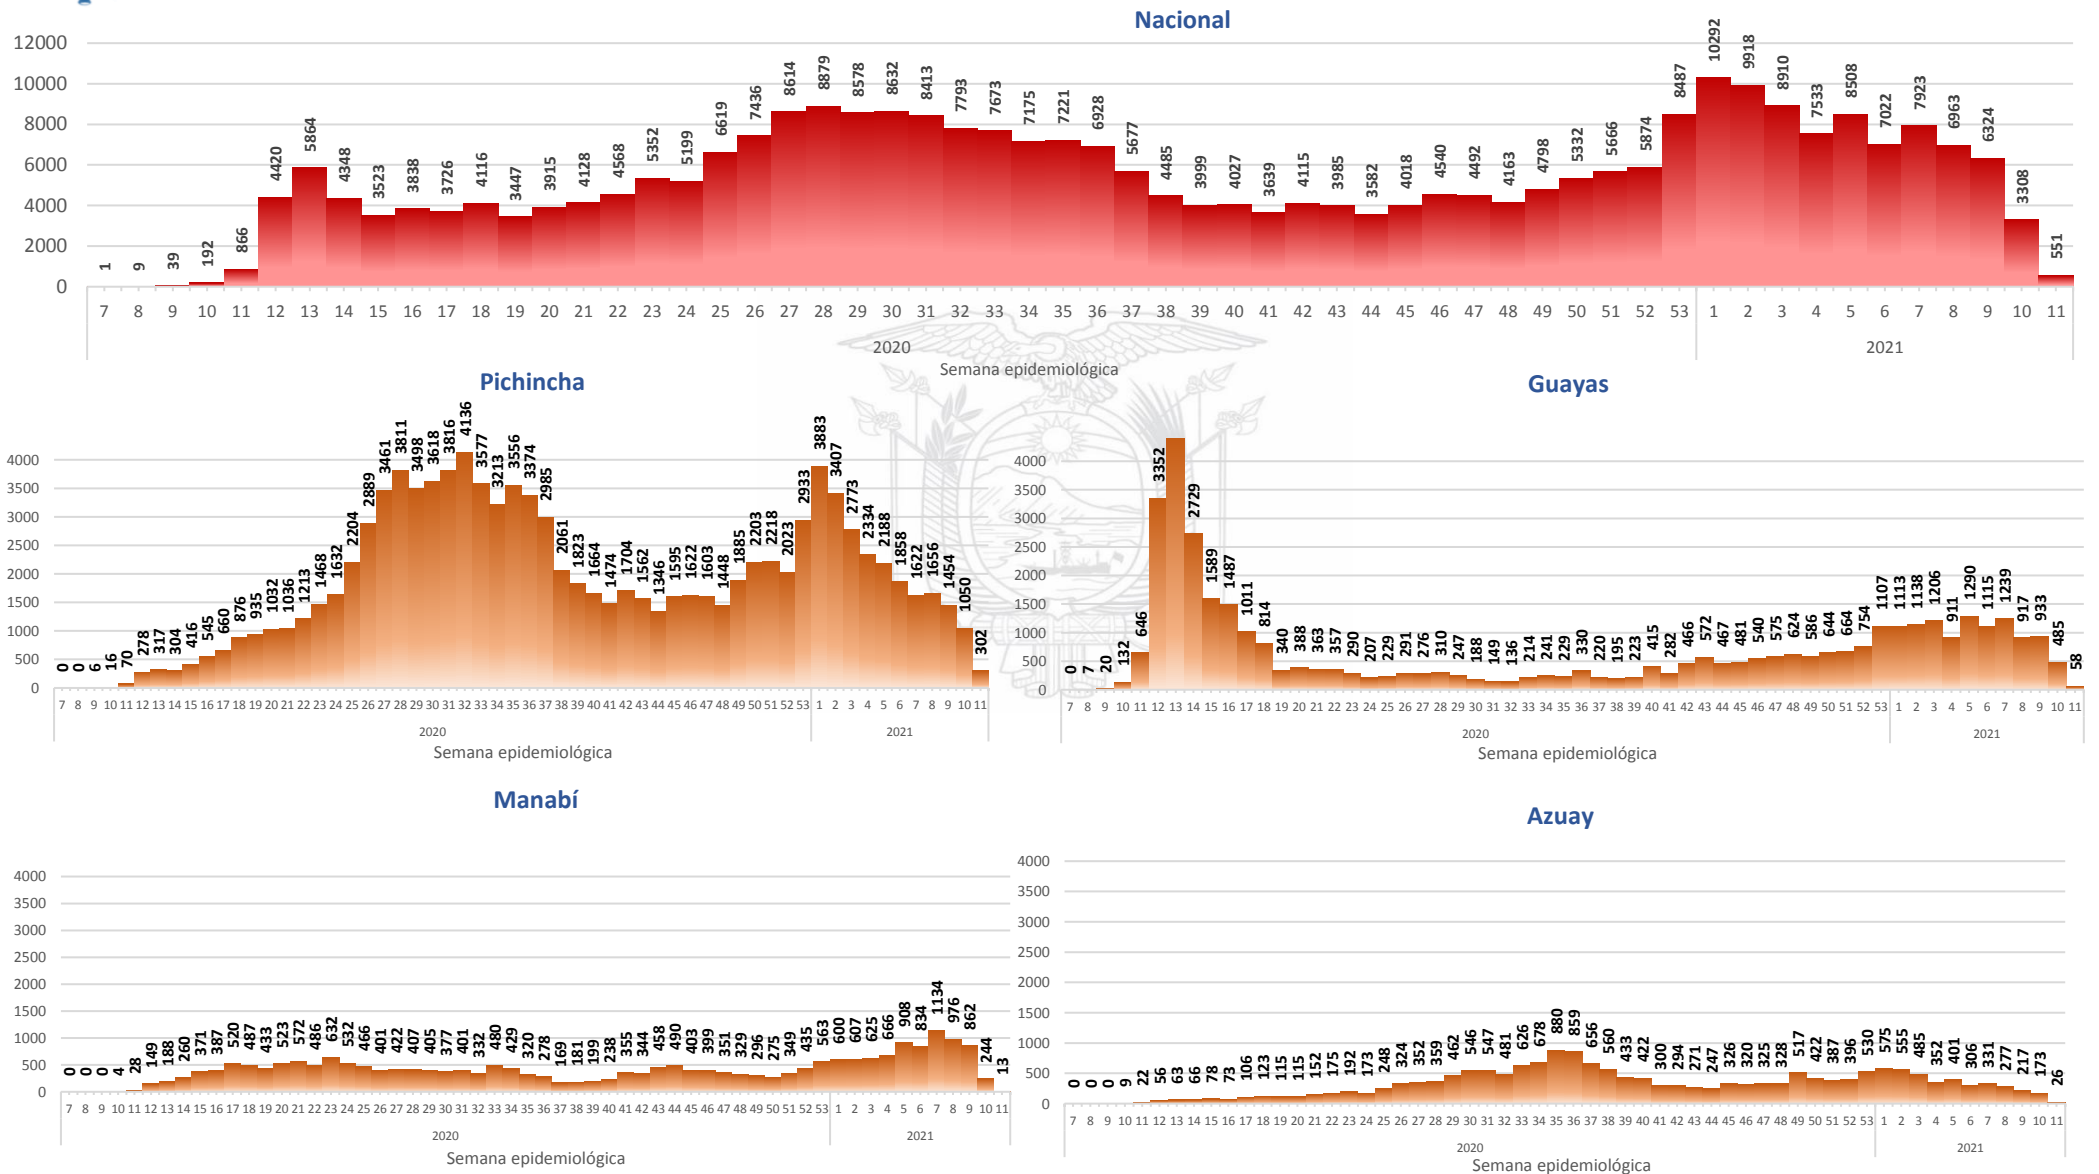 Nacional
12000
10000
8000
6000
4000
2000
0
1 9 39 192 866 4420 5864 4348 3523 3838 3726 4116 3447 3915 4128 4568 5352 5199 6619 7436 8614 8879 8578 8632 8413 7793 7673 7175 7221 6928 5677 4485 3999 4027 3639 4115 3985 3582 4018 4540 4492 4163 4798 5332 5666 5874 8487 10292 9918 8910 7533 8508 7022 7923 6963 6324 3308 551
7 8 9 10 11 12 13 14 15 16 17 18 19 20 21 22 23 24 25 26 27 28 29 30 31 32 33 34 35 36 37 38 39 40 41 42 43 44 45 46 47 48 49 50 51 52 53 1 2 3 4 5 6 7 8 9 10 11
2020 2021
Semana epidemiológica
Pichincha
4000
3500
3000
2500
2000
1500
1000
500
0
0 0 6 16 70 278 317 304 416 545 660 876 935 1032 1036 1213 1468 1632 2204 2889 3461 3811 3498 3618 3816 4136 3577 3213 3556 3374 2985 2061 1823 1664 1474 1704 1562 1346 1595 1622 1603 1448 1885 2203 2218 2023 2933 3883 3407 2773 2334 2188 1858 1622 1656 1454 1050 302
7 8 9 10 11 12 13 14 15 16 17 18 19 20 21 22 23 24 25 26 27 28 29 30 31 32 33 34 35 36 37 38 39 40 41 42 43 44 45 46 47 48 49 50 51 52 53 1 2 3 4 5 6 7 8 9 10 11
2020 2021
Semana epidemiológica
Guayas
4000
3500
3000
2500
2000
1500
1000
500
0
0 7 20 132 646 3352 2729 1589 1487 1011 814 340 388 363 357 290 207 229 291 276 310 247 188 149 136 214 241 229 330 220 195 223 415 282 466 572 467 481 540 575 624 586 644 664 754 1107 1113 1138 1206 911 1290 1115 1239 917 933 485 58
7 8 9 10 11 12 13 14 15 16 17 18 19 20 21 22 23 24 25 26 27 28 29 30 31 32 33 34 35 36 37 38 39 40 41 42 43 44 45 46 47 48 49 50 51 52 53 1 2 3 4 5 6 7 8 9 10 11
2020 2021
Semana epidemiológica
Manabí
4000
3500
3000
2500
2000
1500
1000
500
0
0 0 0 4 28 149 188 260 371 387 520 487 433 523 572 486 632 532 466 401 422 407 405 377 401 332 480 429 320 278 169 181 199 238 355 344 458 490 403 399 351 329 296 275 349 435 563 600 607 625 666 908 834 1134 976 862 244 13
7 8 9 10 11 12 13 14 15 16 17 18 19 20 21 22 23 24 25 26 27 28 29 30 31 32 33 34 35 36 37 38 39 40 41 42 43 44 45 46 47 48 49 50 51 52 53 1 2 3 4 5 6 7 8 9 10 11
2020 2021
Semana epidemiológica
Azuay
4000
3500
3000
2500
2000
1500
1000
500
0
0 0 0 9 22 56 63 66 78 73 106 123 115 115 152 175 192 173 248 324 352 359 462 546 547 481 626 678 880 859 656 560 433 422 300 294 271 247 326 320 325 328 517 422 387 396 530 575 555 485 352 401 306 331 277 217 173 26
7 8 9 10 11 12 13 14 15 16 17 18 19 20 21 22 23 24 25 26 27 28 29 30 31 32 33 34 35 36 37 38 39 40 41 42 43 44 45 46 47 48 49 50 51 52 53 1 2 3 4 5 6 7 8 9 10 11
2020 2021
Semana epidemiológica